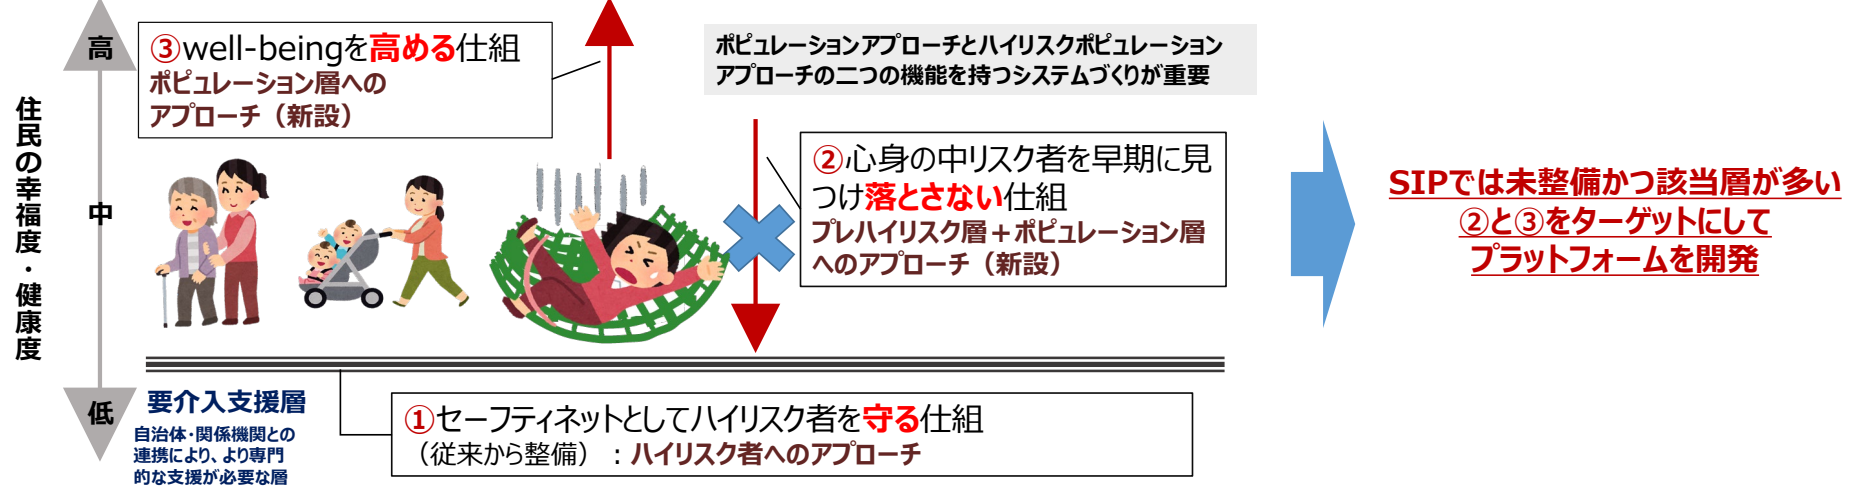 住民の幸福度・健康度
高
中
低
③well-beingを高める仕組
ポピュレーション層への
アプローチ（新設）
ポピュレーションアプローチとハイリスクポピュレーション
アプローチの二つの機能を持つシステムづくりが重要
②心身の中リスク者を早期に見
つけ落とさない仕組
プレハイリスク層＋ポピュレーション層
へのアプローチ（新設）
要介入支援層
自治体・関係機関との
連携により、より専門
的な支援が必要な層
①セーフティネットとしてハイリスク者を守る仕組
（従来から整備）：ハイリスク者へのアプローチ
SIPでは未整備かつ該当層が多い
②と③をターゲットにして
プラットフォームを開発